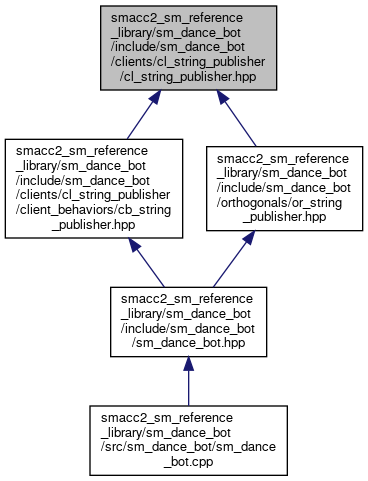 smacc2_sm_reference
_library/sm_dance_bot
/include/sm_dance_bot
/clients/cl_string_publisher
/cl_string_publisher.hpp
smacc2_sm_reference
_library/sm_dance_bot
/include/sm_dance_bot
/clients/cl_string_publisher
/client_behaviors/cb_string
_publisher.hpp
smacc2_sm_reference
_library/sm_dance_bot
/include/sm_dance_bot
/orthogonals/or_string
_publisher.hpp
smacc2_sm_reference
_library/sm_dance_bot
/include/sm_dance_bot
/sm_dance_bot.hpp
smacc2_sm_reference
_library/sm_dance_bot
/src/sm_dance_bot/sm_dance
_bot.cpp